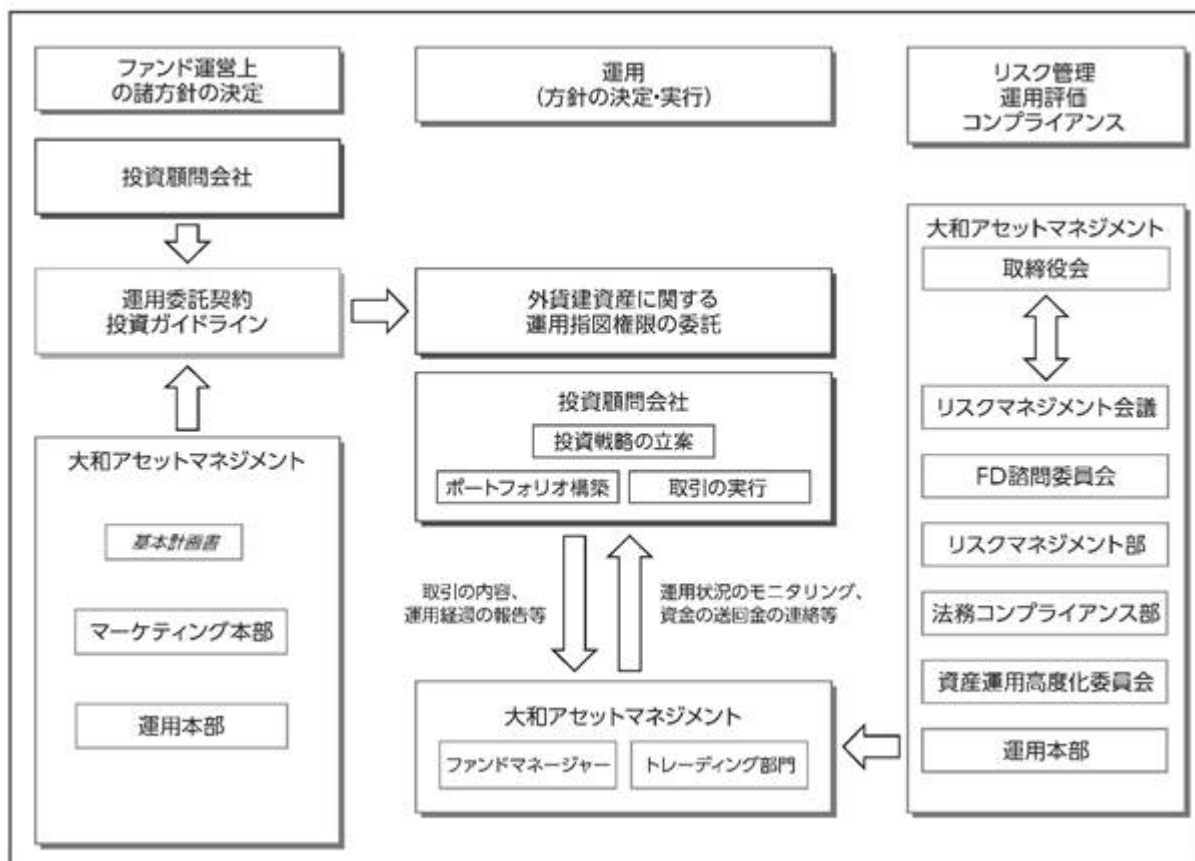 ファンド運営上
の諸方針の決定
投資顧問会社
運用委託契約
投資ガイドライン
大和アセットマネジメント
基本計画書
マーケティング本部
運用本部
運用
(方針の決定・実行)
外貨建資産に関する
運用指図権限の委託
投資顧問会社
投資戦略の立案
ポートフォリオ構築
取引の実行
取引の内容、
運用経過の報告等
運用状況のモニタリング、
資金の送回金の連絡等
大和アセットマネジメント
ファンドマネージャー
トレーディング部門
リスク管理
運用評価
コンプライアンス
大和アセットマネジメント
取締役会
リスクマネジメント会議
FD諮問委員会
リスクマネジメント部
法務コンプライアンス部
資産運用高度化委員会
運用本部